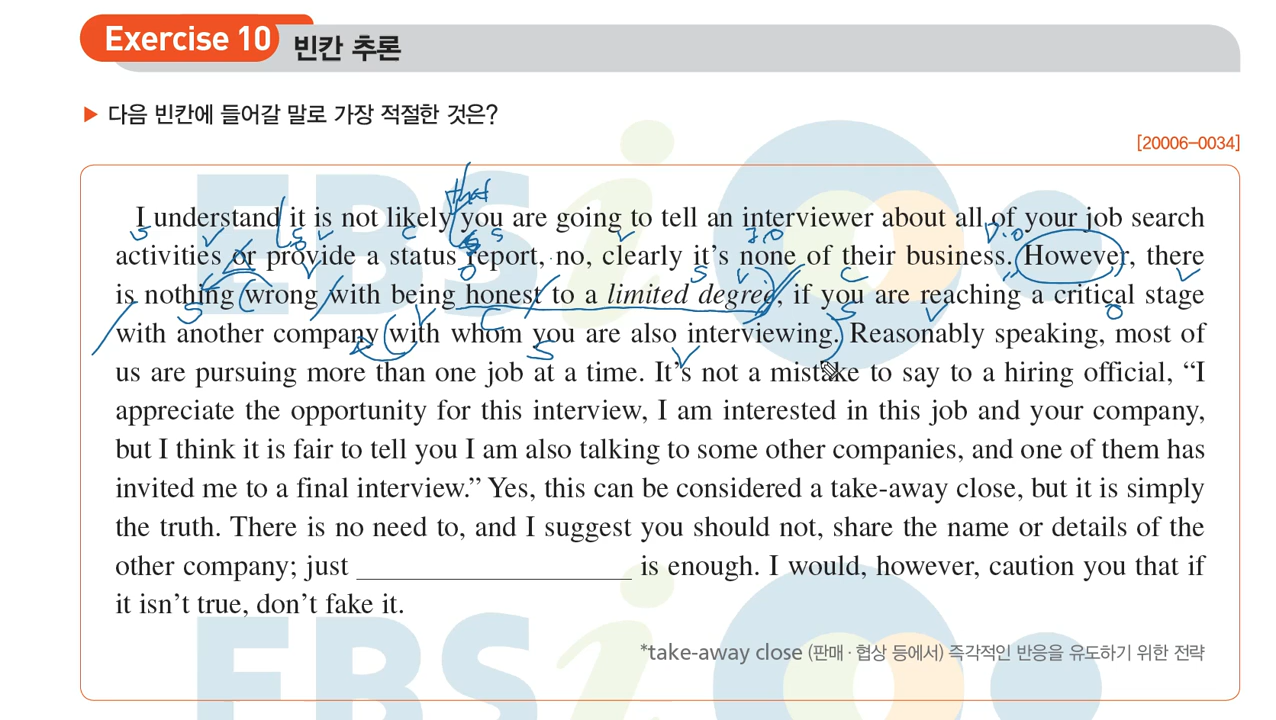 Exercise 10 빈칸 추론
▶ 다음 빈칸에 들어갈 말로 가장 적절한 것은?
[20006-0034]
I understand it is not likely you are going to tell an interviewer about all of your job search
activities or provide a status report, no, clearly it's none of their business. However, there
is nothing wrong with being honest to a limited degree, if you are reaching a critical stage
with another company with whom you are also interviewing. Reasonably speaking, most of
us are pursuing more than one job at a time. It's not a mistake to say to a hiring official, "I
appreciate the opportunity for this interview, I am interested in this job and your company,
but I think it is fair to tell you I am also talking to some other companies, and one of them has
invited me to a final interview." Yes, this can be considered a take-away close, but it is simply
the truth. There is no need to, and I suggest you should not, share the name or details of the
other company; just ____________________ is enough. I would, however, caution you that if
it isn't true, don't fake it.
*take-away close (판매·협상 등에서) 즉각적인 반응을 유도하기 위한 전략
that
S V S V C S V
S V C V
S V O
C S V
EBSi
EBSi